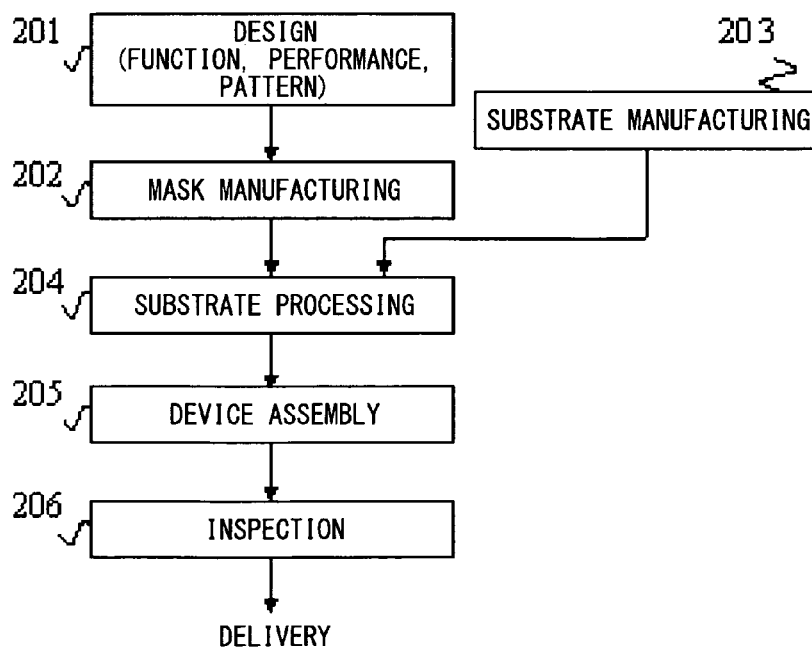 201
DESIGN
(FUNCTION, PERFORMANCE,
PATTERN)
203
SUBSTRATE MANUFACTURING
202
MASK MANUFACTURING
204
SUBSTRATE PROCESSING
205
DEVICE ASSEMBLY
206
INSPECTION
DELIVERY